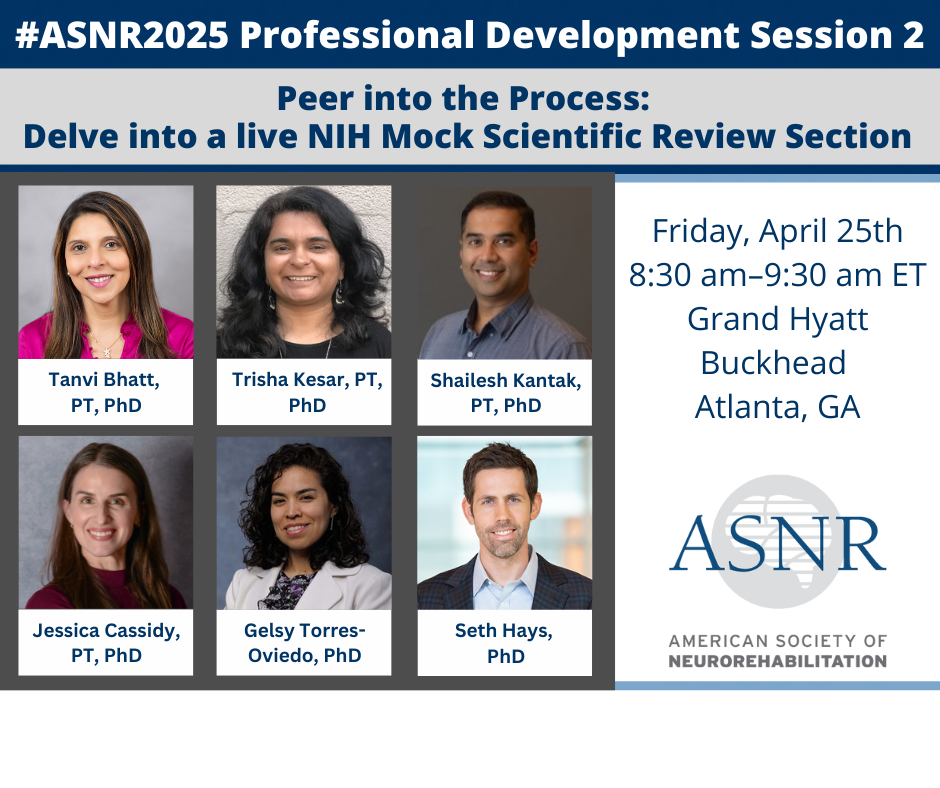 #ASNR2025 Professional Development Session 2
Peer into the Process:
Delve into a live NIH Mock Scientific Review Section
Tanvi Bhatt,
PT, PhD
Trisha Kesar, PT,
PhD
Shailesh Kantak,
PT, PhD
Jessica Cassidy,
PT, PhD
Gelsy Torres-
Oviedo, PhD
Seth Hays,
PhD
Friday, April 25th
8:30 am–9:30 am ET
Grand Hyatt
Buckhead
Atlanta, GA
ASNR
AMERICAN SOCIETY OF
NEUROREHABILITATION